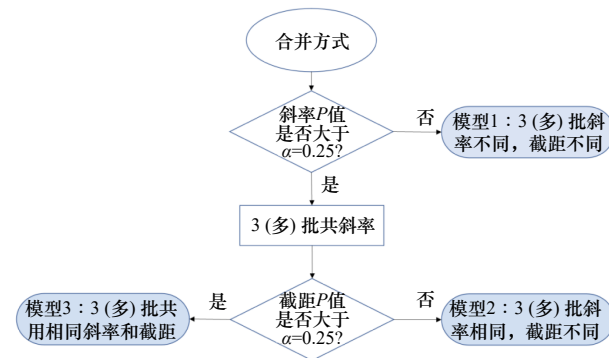 合并方式
斜率P值
是否大于
α=0.25?
否
模型1：3 (多) 批斜
率不同，截距不同
是
3 (多) 批共斜率
截距P值
是否大于
α=0.25?
是
模型3：3 (多) 批共
用相同斜率和截距
否
模型2：3 (多) 批斜
率相同，截距不同